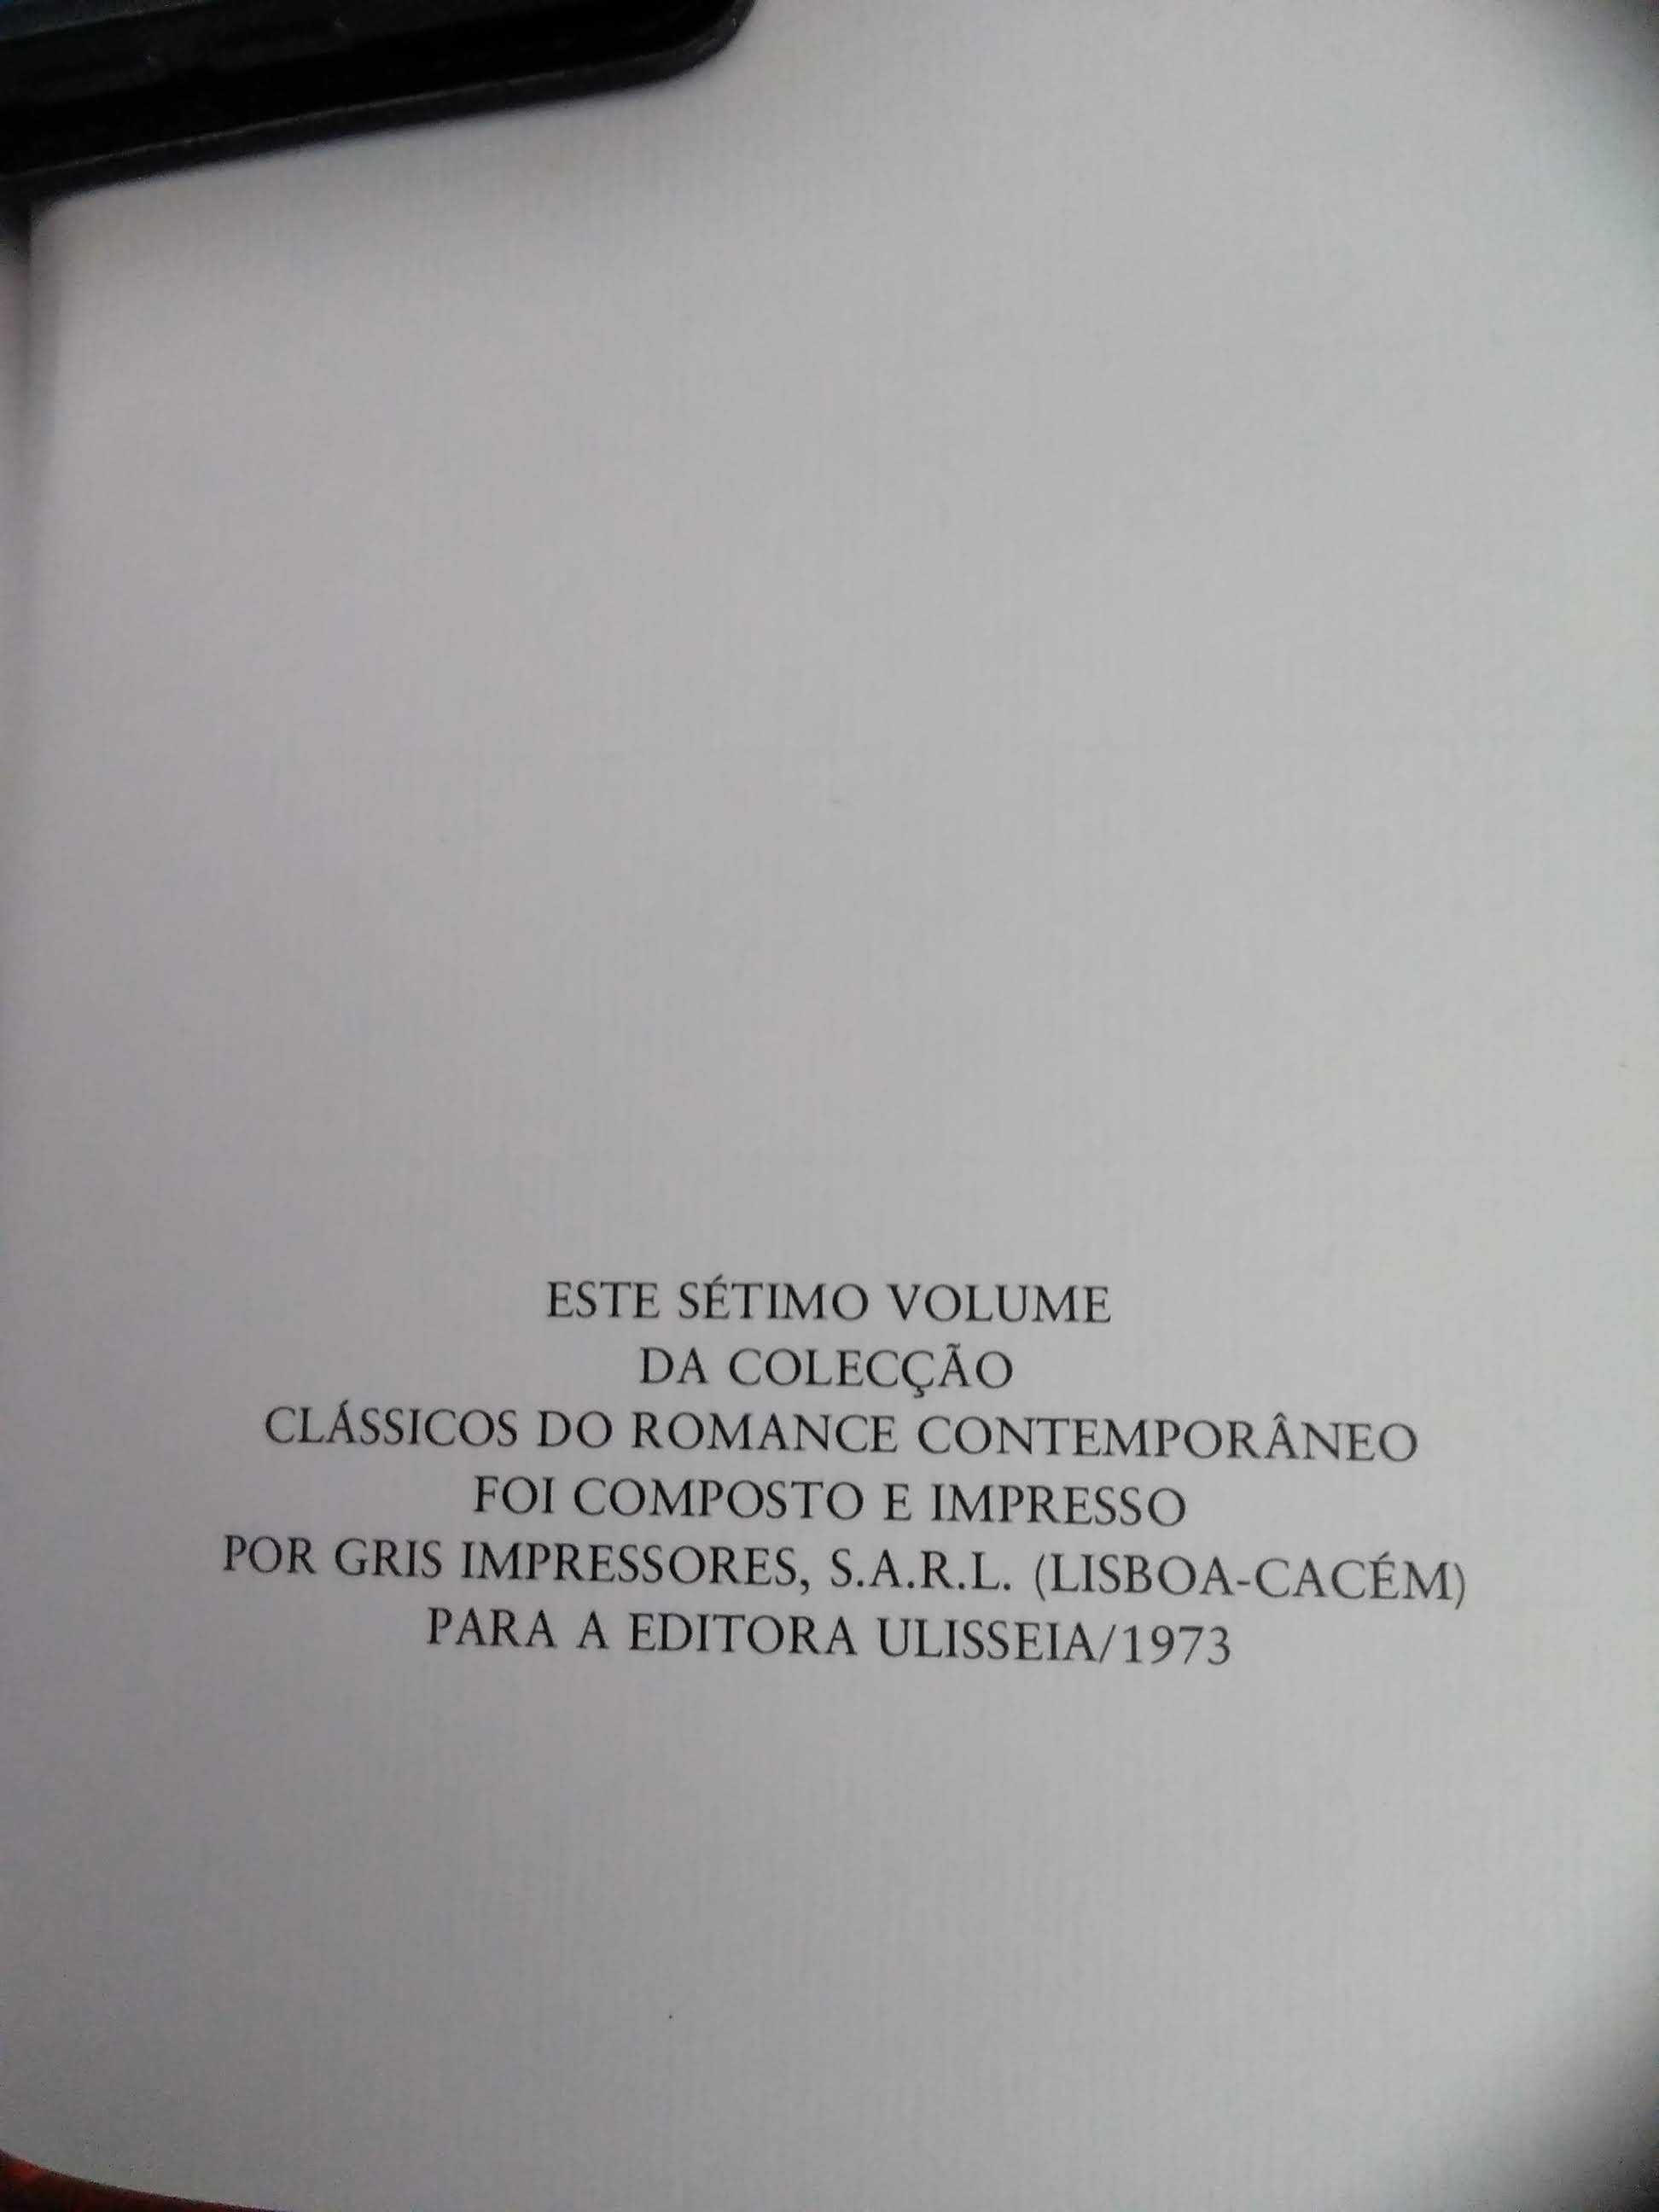 ESTE SÉTIMO VOLUME
DA COLECÇÃO
CLÁSSICOS DO ROMANCE CONTEMPORÂNEO
FOI COMPOSTO E IMPRESSO
POR GRIS IMPRESSORES, S.A.R.L. (LISBOA-CACÉM)
PARA A EDITORA ULISSEIA/1973